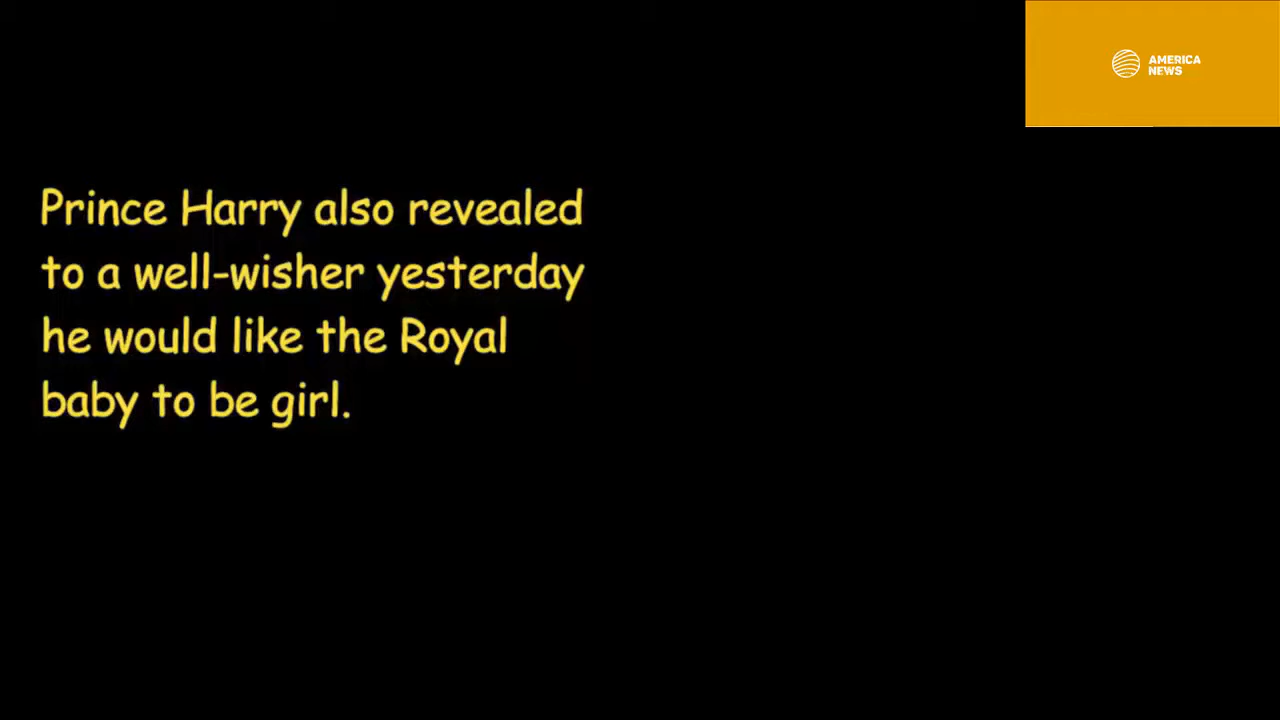 AMERICA
NEWS
Prince Harry also revealed
to a well-wisher yesterday
he would like the Royal
baby to be girl.